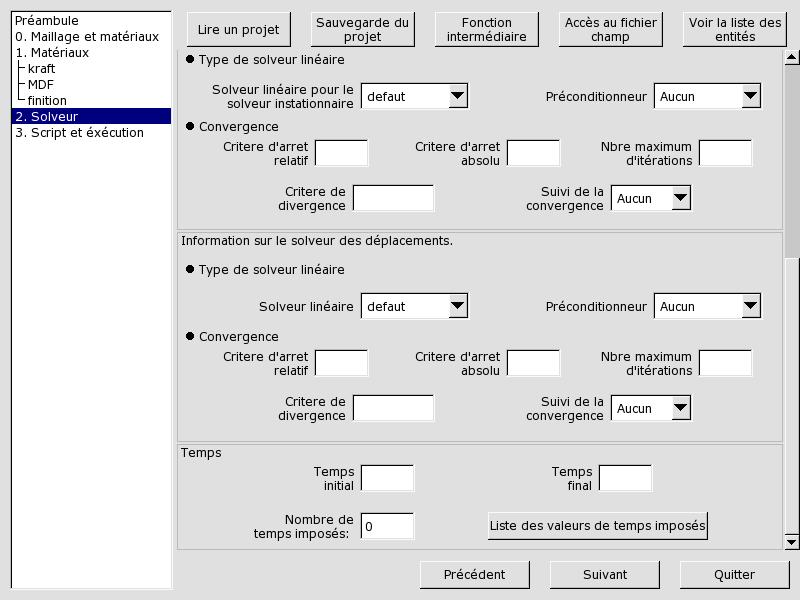 Préambule
0. Maillage et matériaux
1. Matériaux
kraft
MDF
finition
2. Solveur
3. Script et éxécution
Lire un projet
Sauvegarde du
projet
Fonction
intermédiaire
Accès au fichier
champ
Voir la liste des
entités
Type de solveur linéaire
Solveur linéaire pour le
solveur instationnaire
defaut
Préconditionneur
Aucun
Convergence
Critere d'arret
relatif
Critere d'arret
absolu
Nbre maximum
d'itérations
Critere de
divergence
Suivi de la
convergence
Aucun
Information sur le solveur des déplacements.
Type de solveur linéaire
Solveur linéaire
defaut
Préconditionneur
Aucun
Convergence
Critere d'arret
relatif
Critere d'arret
absolu
Nbre maximum
d'itérations
Critere de
divergence
Suivi de la
convergence
Aucun
Temps
Temps
initial
Temps
final
Nombre de
temps imposés:
0
Liste des valeurs de temps imposés
Précédent
Suivant
Quitter